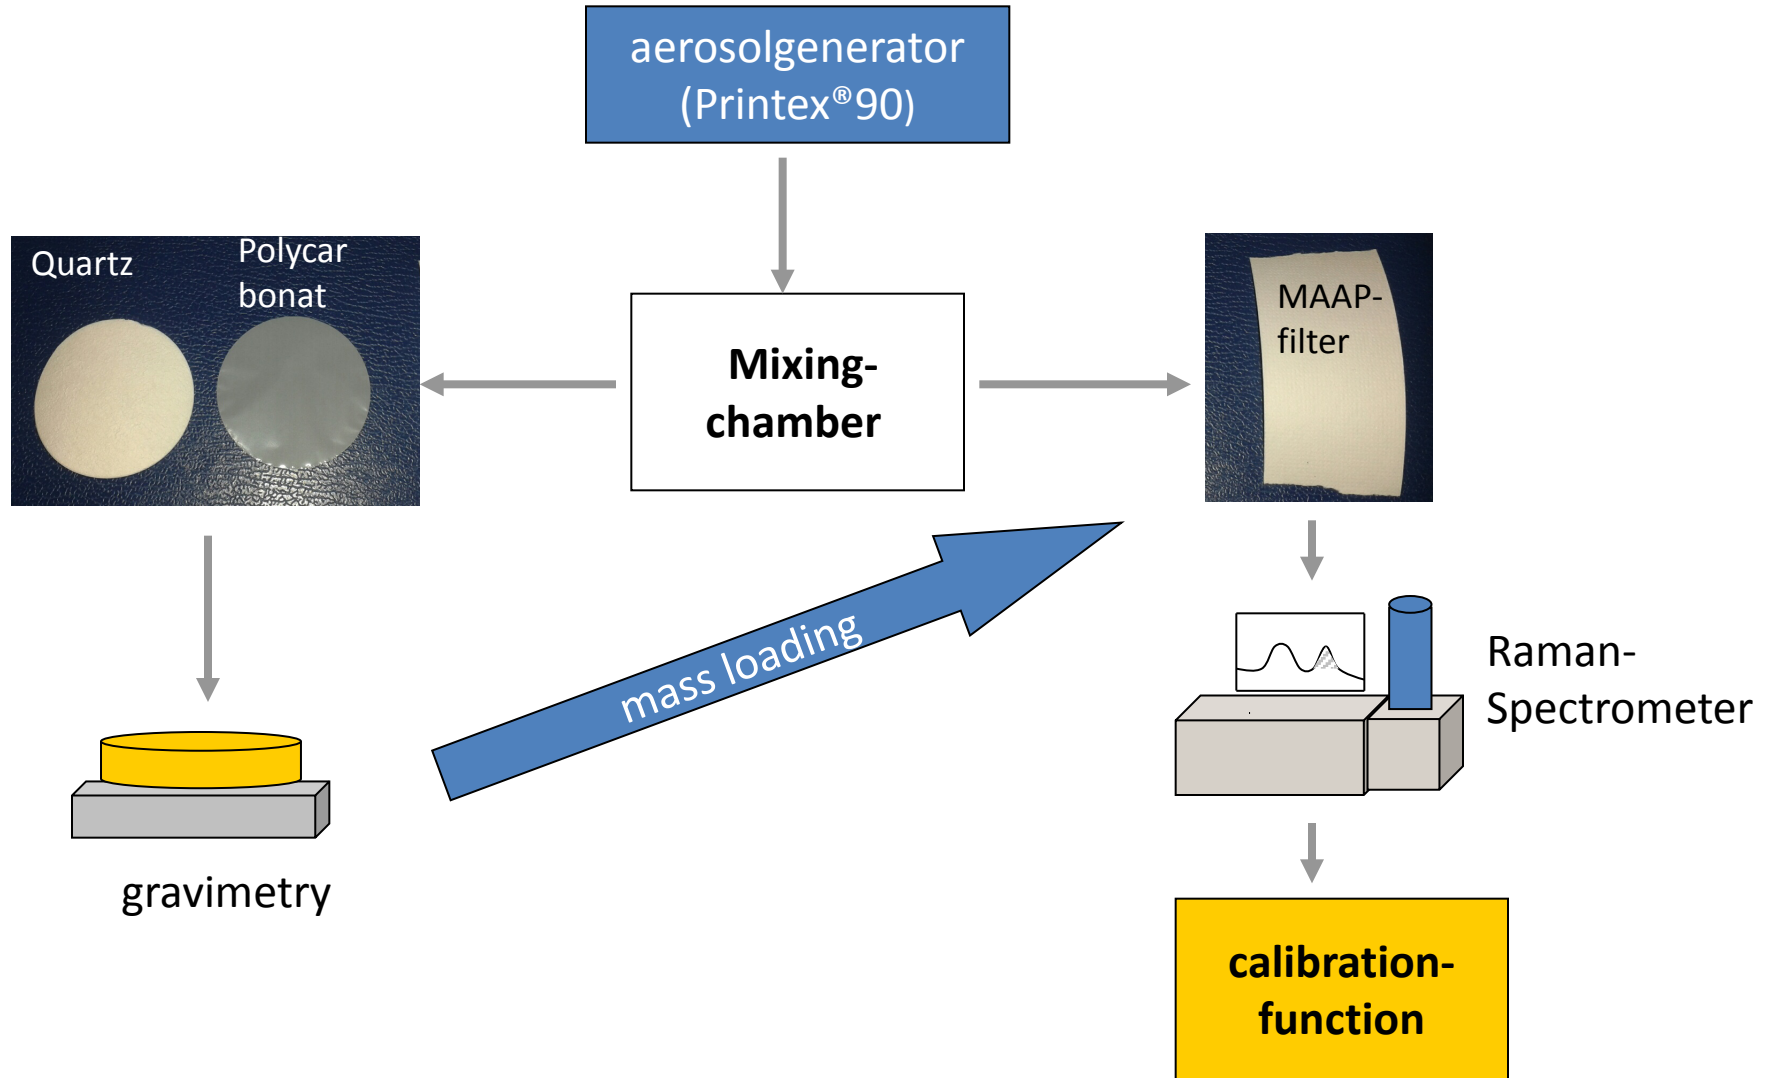 aerosolgenerator
(Printex®90)
Quartz
Polycar
bonat
Mixing-
chamber
MAAP-
filter
mass loading
Raman-
Spectrometer
gravimetry
calibration-
function